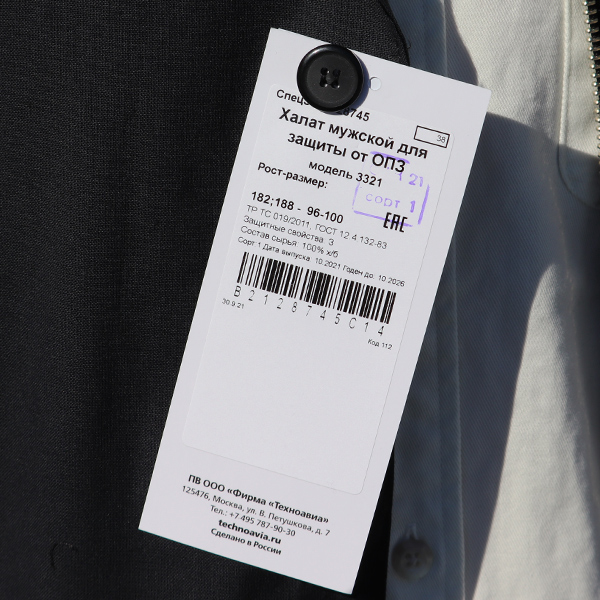 38
Халат мужской для
защиты от ОПЗ
модель 3321
Рост-размер:
21
сорт 1
182;188 - 96-100
EAC
ТР ТС 019/2011, ГОСТ 12.4.132-83
Защитные свойства: З
Состав сырья: 100% х/б
Сорт 1 Дата выпуска: 10.2021 Годен до: 10.2026
B2128745C14
30.9.21
Код 112
ПВ ООО «Фирма «Техноавиа»
125476, Москва, ул. В. Петушкова, д. 7
Тел.: +7 495 787-90-30
technoavia.ru
Сделано в России